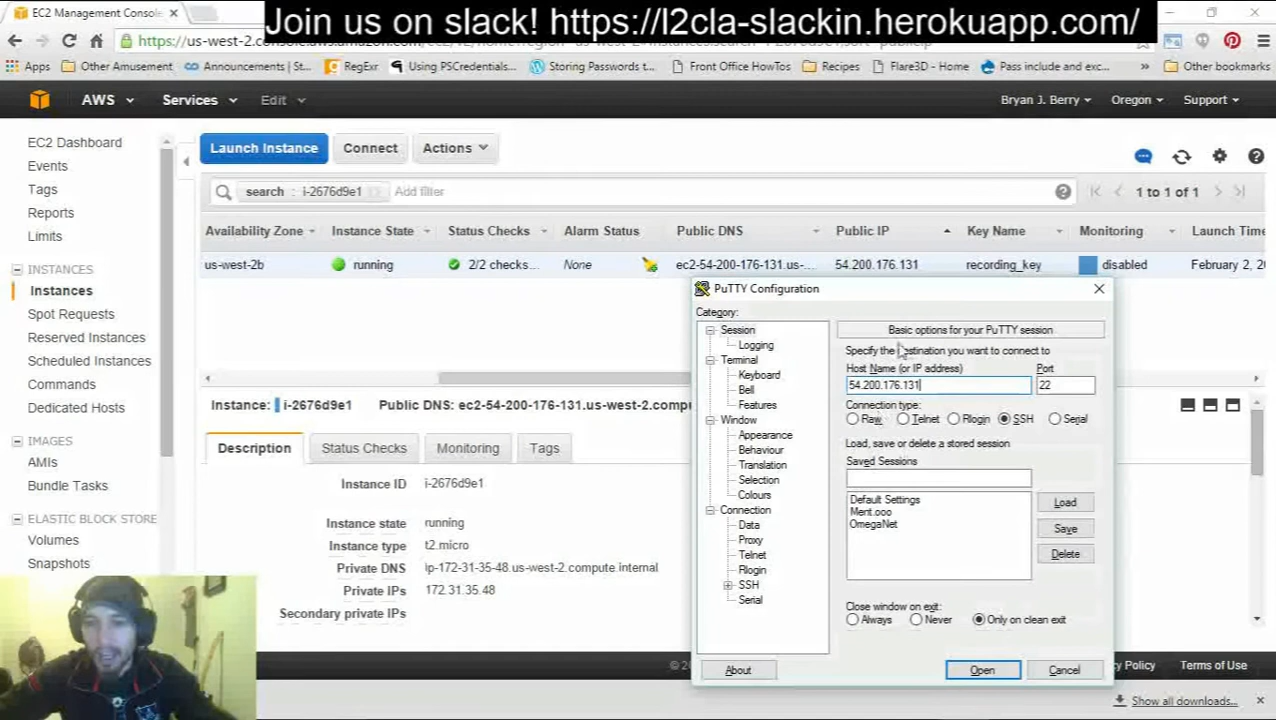 EC2 Management Console
Join us on slack! https://l2cla-slackin.herokuapp.com/
https://us-west-2.console.aws.amazon.com
Apps
Other Amusement
Announcements | St...
RegExr
Using PSCredentials...
Storing Passwords t...
Front Office HowTos
Recipes
Flare3D - Home
Pass include and exc...
»
Other bookmarks
AWS
Services
Edit
Bryan J. Berry
Oregon
Support
EC2 Dashboard
Events
Tags
Reports
Limits
INSTANCES
Instances
Spot Requests
Reserved Instances
Scheduled Instances
Commands
Dedicated Hosts
IMAGES
AMIs
Bundle Tasks
ELASTIC BLOCK STORE
Volumes
Snapshots
Launch Instance
Connect
Actions
search : i-2676d9e1
Add filter
1 to 1 of 1
Availability Zone
Instance State
Status Checks
Alarm Status
Public DNS
Public IP
Key Name
Monitoring
Launch Time
us-west-2b
running
2/2 checks...
None
ec2-54-200-176-131.us-...
54.200.176.131
recording_key
disabled
February 2, 20
Instance: i-2676d9e1
Public DNS: ec2-54-200-176-131.us-west-2.compu
Description
Status Checks
Monitoring
Tags
Instance ID i-2676d9e1
Instance state running
Instance type t2.micro
Private DNS ip-172-31-35-48.us-west-2.compute.internal
Private IPs 172.31.35.48
Secondary private IPs
PuTTY Configuration
Category:
Session
Logging
Terminal
Keyboard
Bell
Features
Window
Appearance
Behaviour
Translation
Selection
Colours
Connection
Data
Proxy
Telnet
Rlogin
SSH
Serial
Basic options for your PuTTY session
Specify the destination you want to connect to
Host Name (or IP address)
Port
54.200.176.131
22
Connection type:
Raw
Telnet
Rlogin
SSH
Serial
Load, save or delete a stored session
Saved Sessions
Default Settings
Ment.ooo
OmegaNet
Load
Save
Delete
Close window on exit:
Always
Never
Only on clean exit
About
Open
Cancel
© 20
Policy
Terms of Use
Show all downloads...